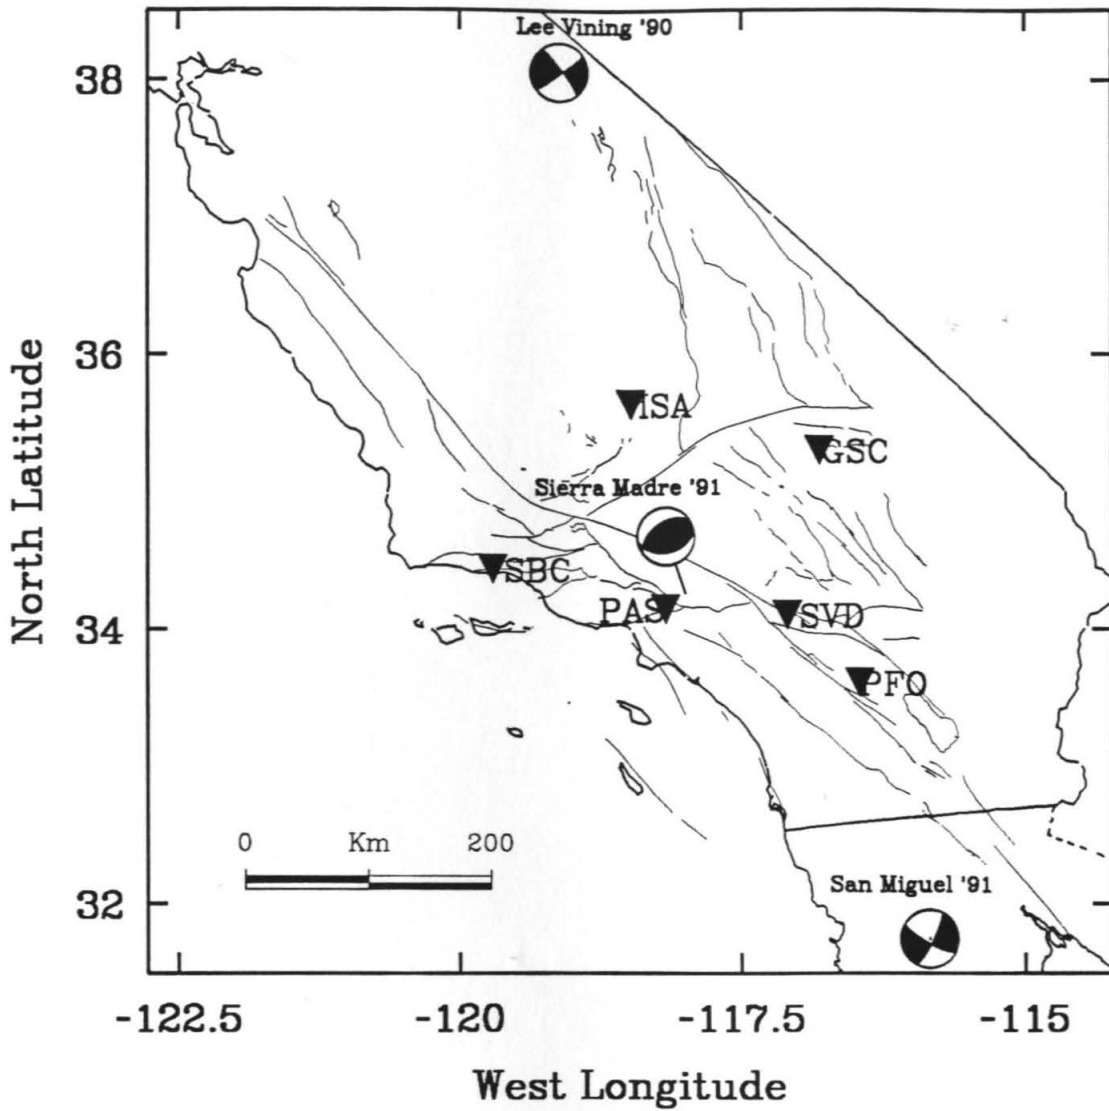 Lee Vining '90
38
36
ISA
GSC
Sierra Madre '91
SBC
PAS
SVD
34
PFO
0 Km 200
San Miguel '91
32
-122.5 -120 -117.5 -115
North Latitude
West Longitude